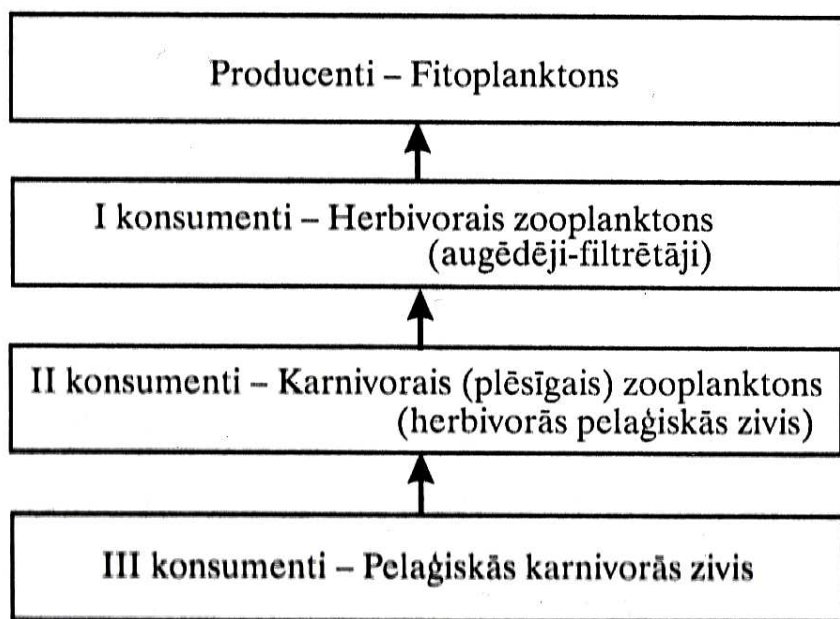 Producenti – Fitoplanktons
I konsumenti – Herbivorais zooplanktons
(augēdēji-filtrētāji)
II konsumenti – Karnivorais (plēsīgais) zooplanktons
(herbivorās pelaģiskās zivis)
III konsumenti – Pelaģiskās karnivorās zivis